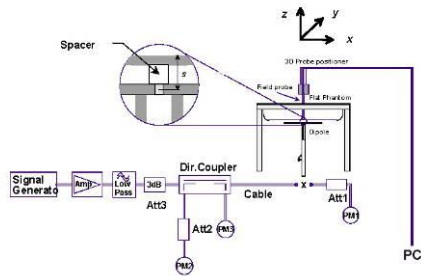 z
y
x
Spacer
s
3D Probe positioner
Field probe
Flat Phantom
Dipole
Signal
Generato
Amp
Low
Pass
3dB
Att3
Dir.Coupler
Cable
x
Att1
PM1
Att2
PM3
PM2
PC